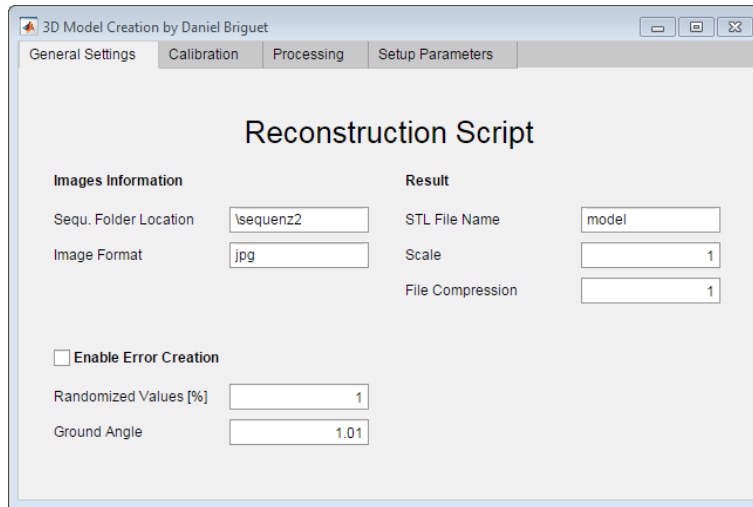 3D Model Creation by Daniel Briguet
General Settings Calibration Processing Setup Parameters
Reconstruction Script
Images Information
Sequ. Folder Location \sequenz2
Image Format jpg
Result
STL File Name model
Scale 1
File Compression 1
Enable Error Creation
Randomized Values [%] 1
Ground Angle 1.01